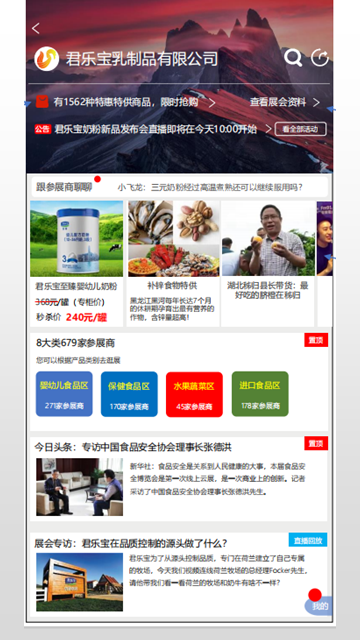 君乐宝乳制品有限公司
有1562种特惠特供商品，限时抢购 >
查看展会资料 >
公告 君乐宝奶粉新品发布会直播即将在今天10:00开始 >
看全部活动
跟参展商聊聊
小飞龙：三元奶粉经过高温煮熟还可以继续服用吗？
君乐宝至臻婴幼儿奶粉
368元/罐（专柜价）
秒杀价 240元/罐
补锌食物特供
黑龙江黑河每年长达7个月
的休耕期孕育出最有营养的
作物，含锌量超高！
湖北秭归县长带货：最
好吃的脐橙在秭归
8大类679家参展商
置顶
您可以根据产品类别去逛展
婴幼儿食品区
271家参展商
保健食品区
170家参展商
水果蔬菜区
45家参展商
进口食品区
178家参展商
今日头条：专访中国食品安全协会理事长张德洪
置顶
新华社：食品安全是关系到人民健康的大事，本届食品安
全博览会是第一次线上云展，是一次商业上的创新。记者
采访了中国食品安全协会理事长张德洪先生。
展会专访：君乐宝在品质控制的源头做了什么？
直播回放
君乐宝为了从源头控制品质，专门在荷兰建立了自己专属
的牧场，今天我们视频连线荷兰牧场的总经理Focker先生，
请他带我们看一看荷兰的牧场和奶牛有啥不一样？
我的